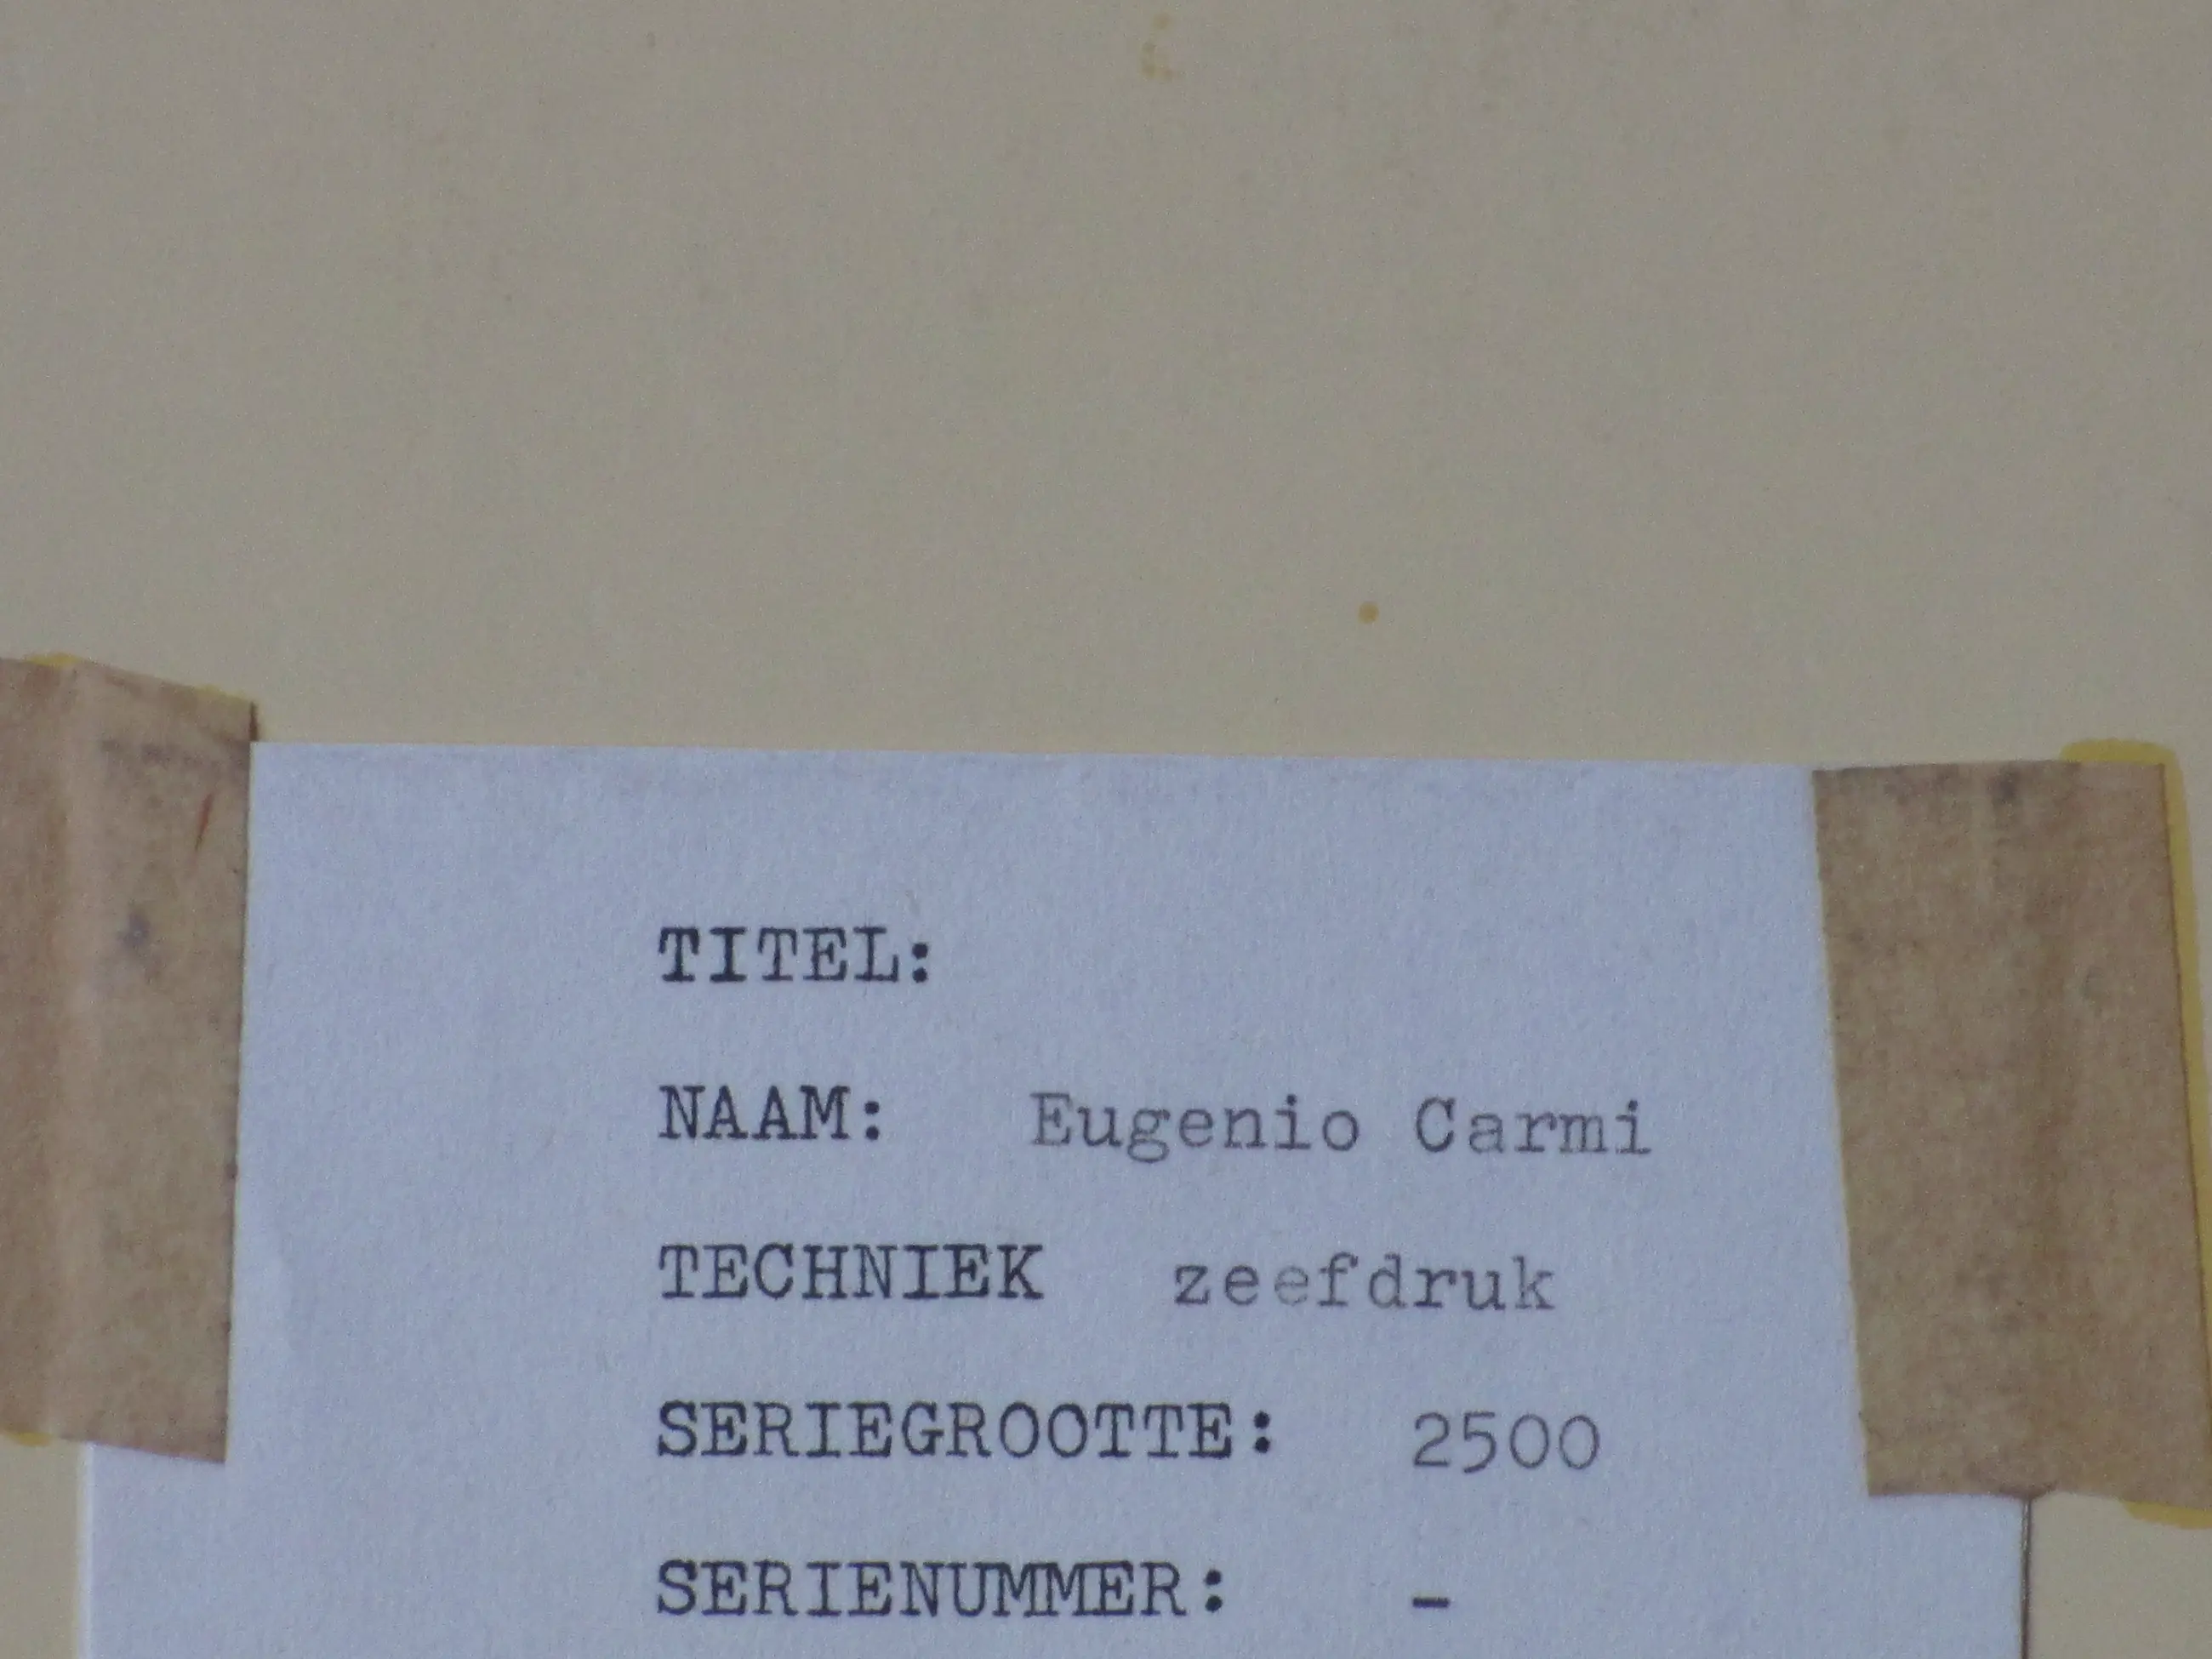 TITEL:
NAAM: Eugenio Carmi
TECHNIEK zeefdruk
SERIEGROOTTE: 2500
SERIENUMMER: -